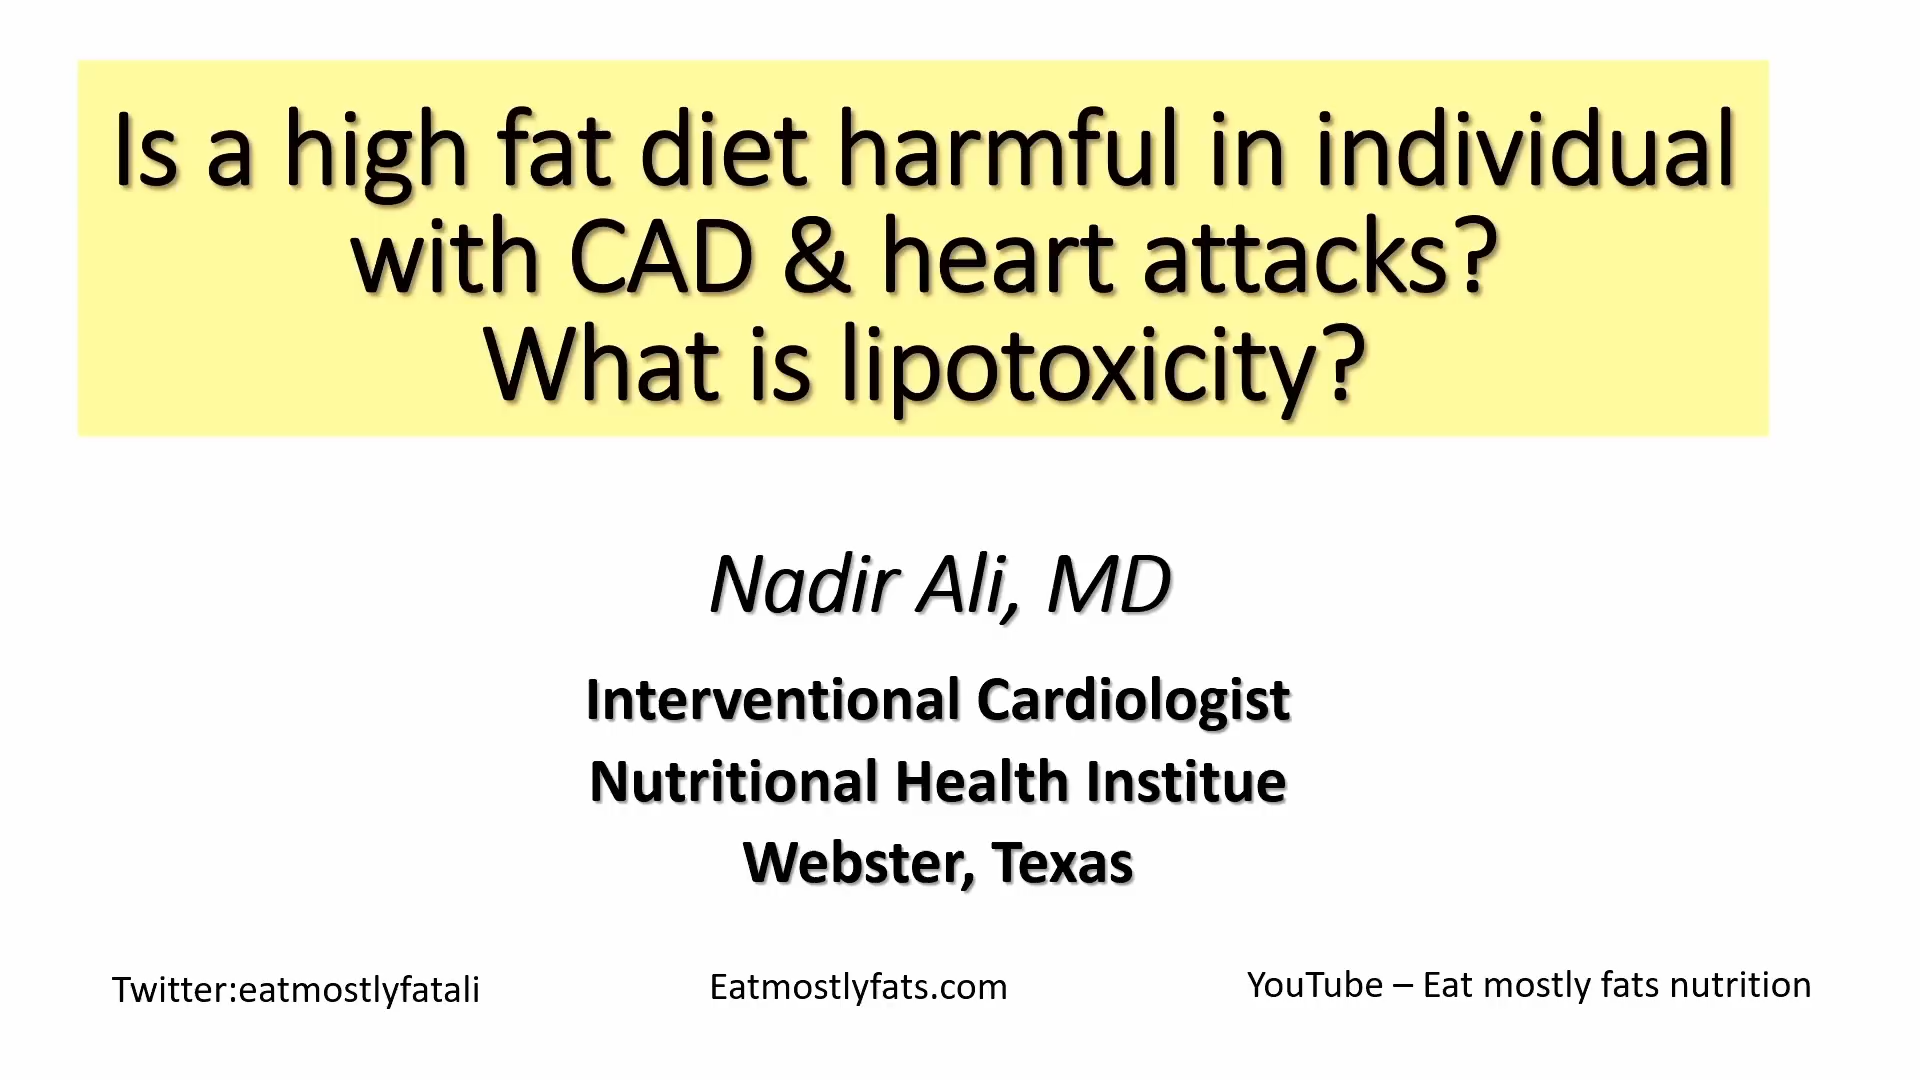 Is a high fat diet harmful in individual
with CAD & heart attacks?
What is lipotoxicity?
Nadir Ali, MD
Interventional Cardiologist
Nutritional Health Institue
Webster, Texas
Twitter:eatmostlyfatali
Eatmostlyfats.com
YouTube – Eat mostly fats nutrition